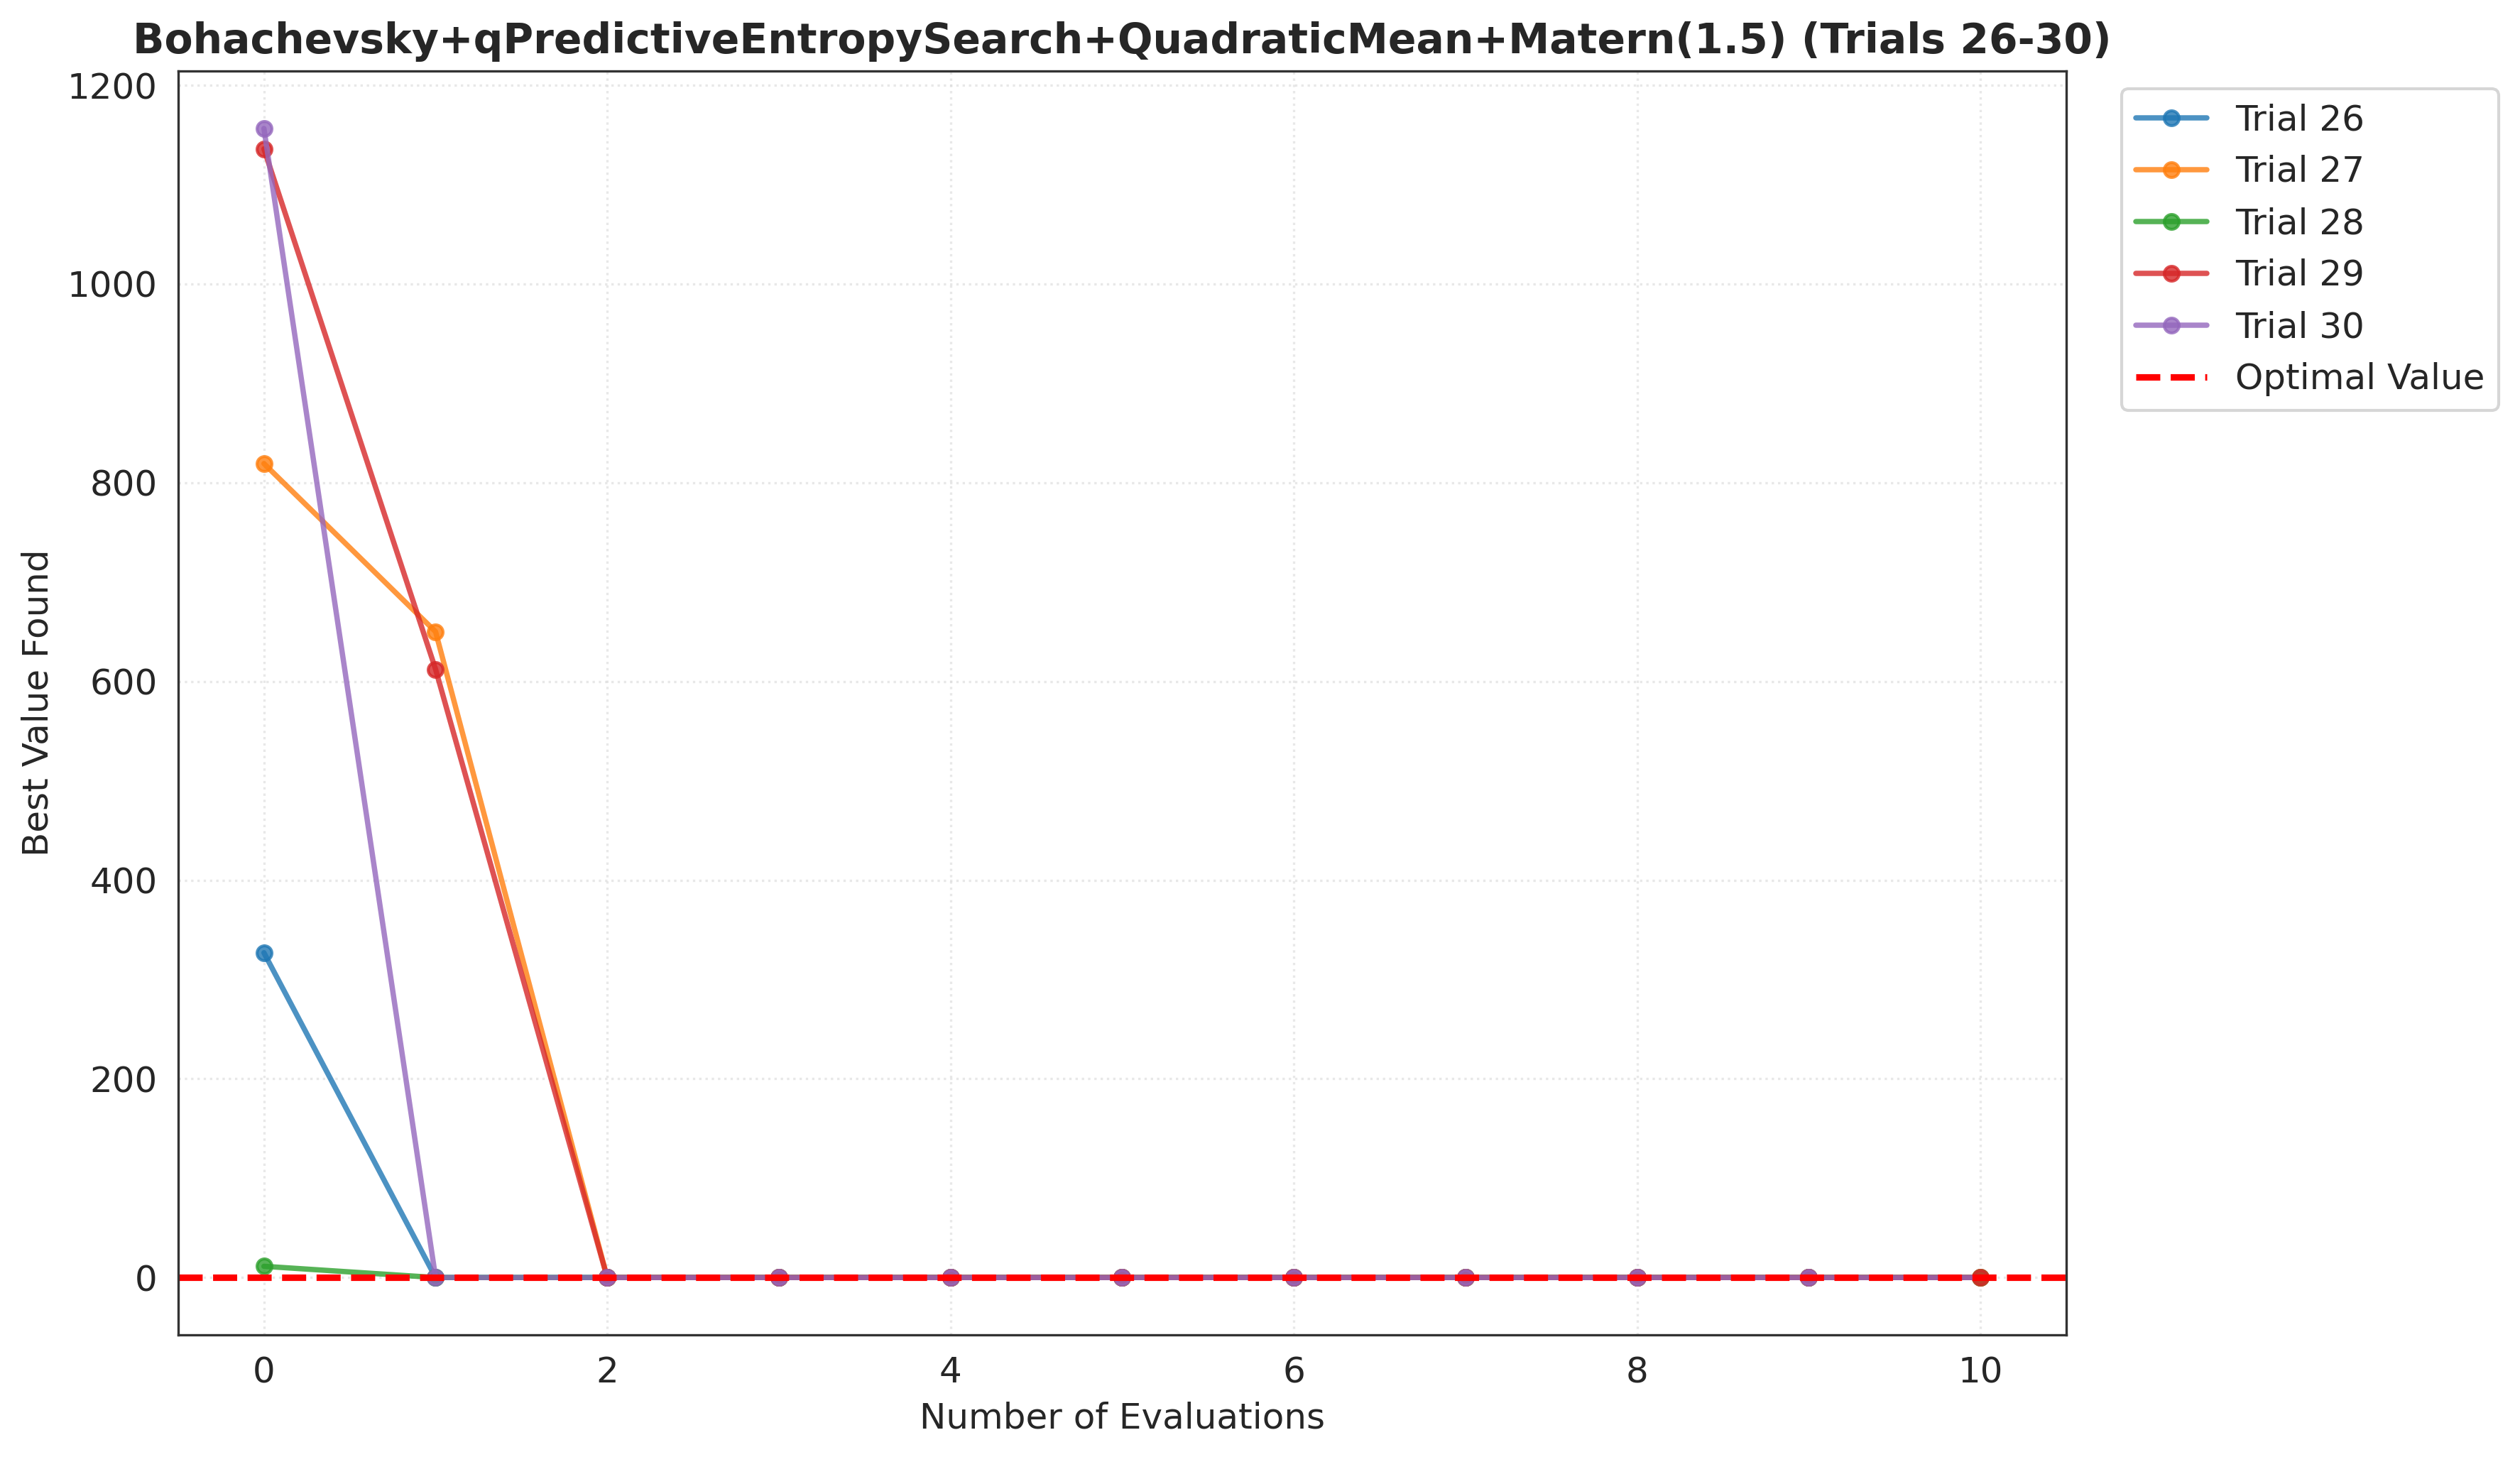 Bohachevsky+qPredictiveEntropySearch+QuadraticMean+Matern(1.5) (Trials 26-30)
1200
1000
800
600
400
200
0
Best Value Found
0 2 4 6 8 10
Number of Evaluations
Trial 26
Trial 27
Trial 28
Trial 29
Trial 30
Optimal Value